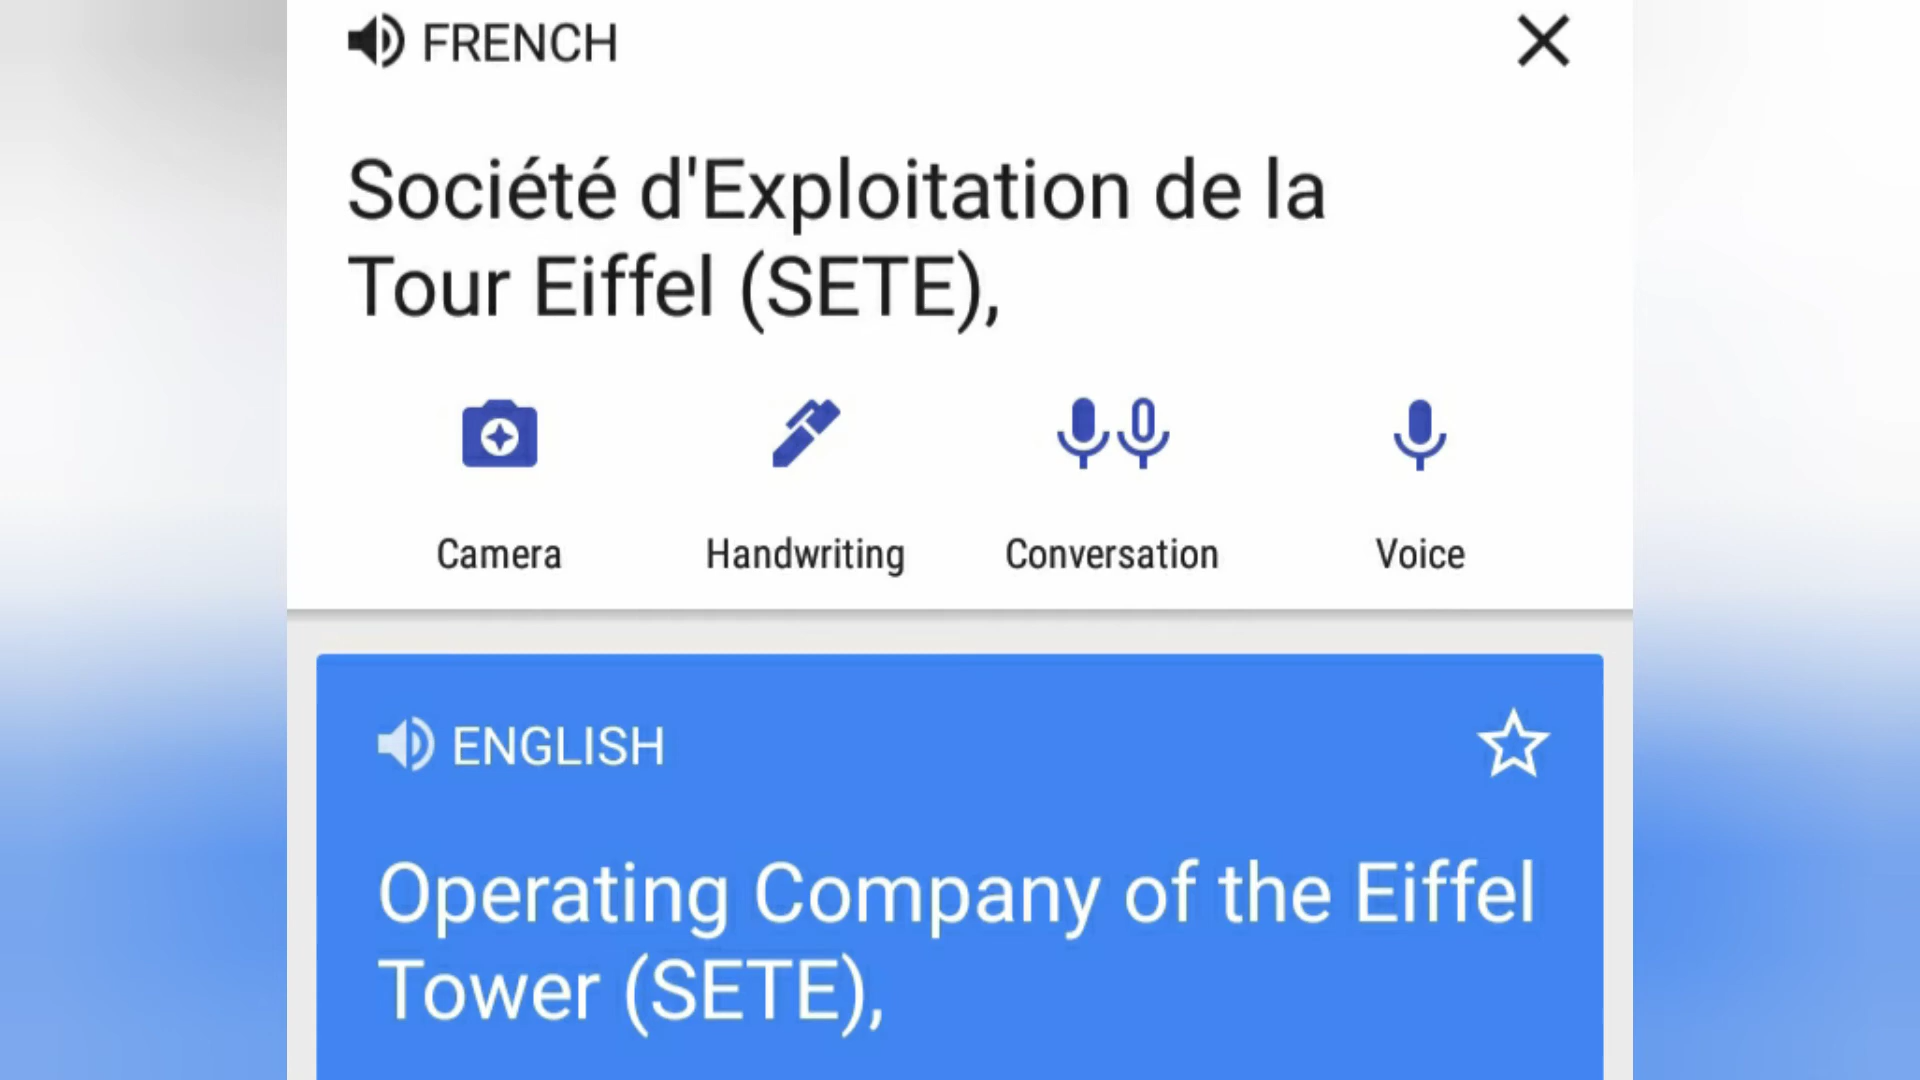 FRENCH
Société d'Exploitation de la
Tour Eiffel (SETE),
Camera Handwriting Conversation Voice
ENGLISH
Operating Company of the Eiffel
Tower (SETE),